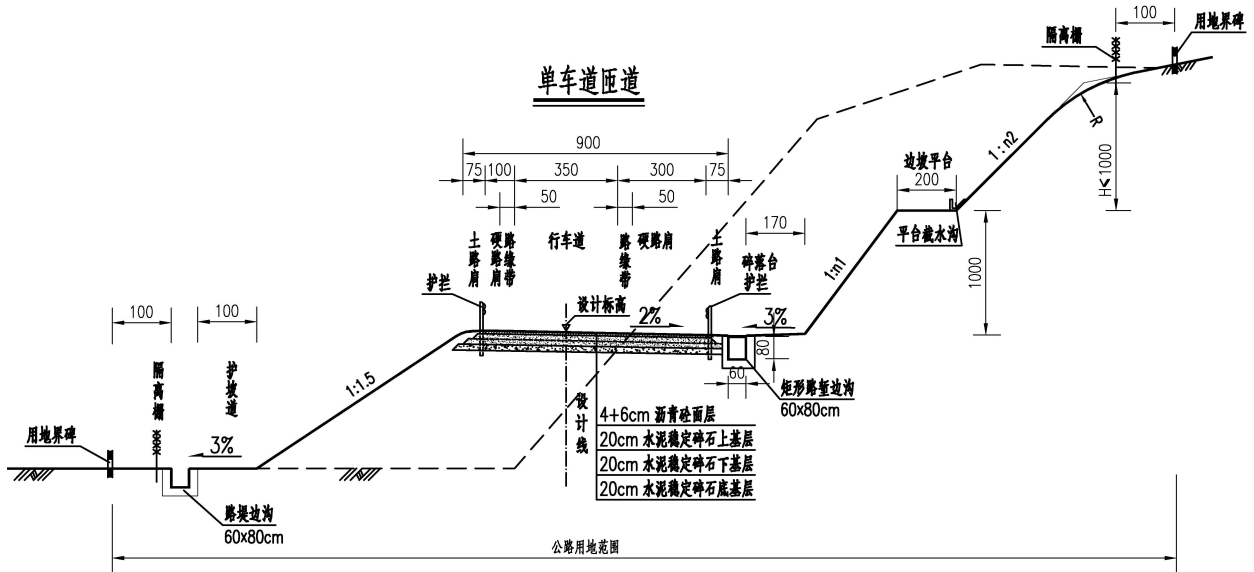 单车道匝道
100
隔离栅
用地界碑
R
1:n2
H≤1000
900
75
100
350
300
75
50
50
边坡平台
200
平台截水沟
170
1:n1
1000
土路肩
硬路肩
路缘带
行车道
路缘带
硬路肩
土路肩
碎落台
护拦
护拦
设计标高
2%
3%
80
60
100
100
隔离栅
护坡道
1:1.5
设计线
矩形路堑边沟
60x80cm
4+6cm 沥青砼面层
20cm 水泥稳定碎石上基层
20cm 水泥稳定碎石下基层
20cm 水泥稳定碎石底基层
用地界碑
3%
路堤边沟
60x80cm
公路用地范围